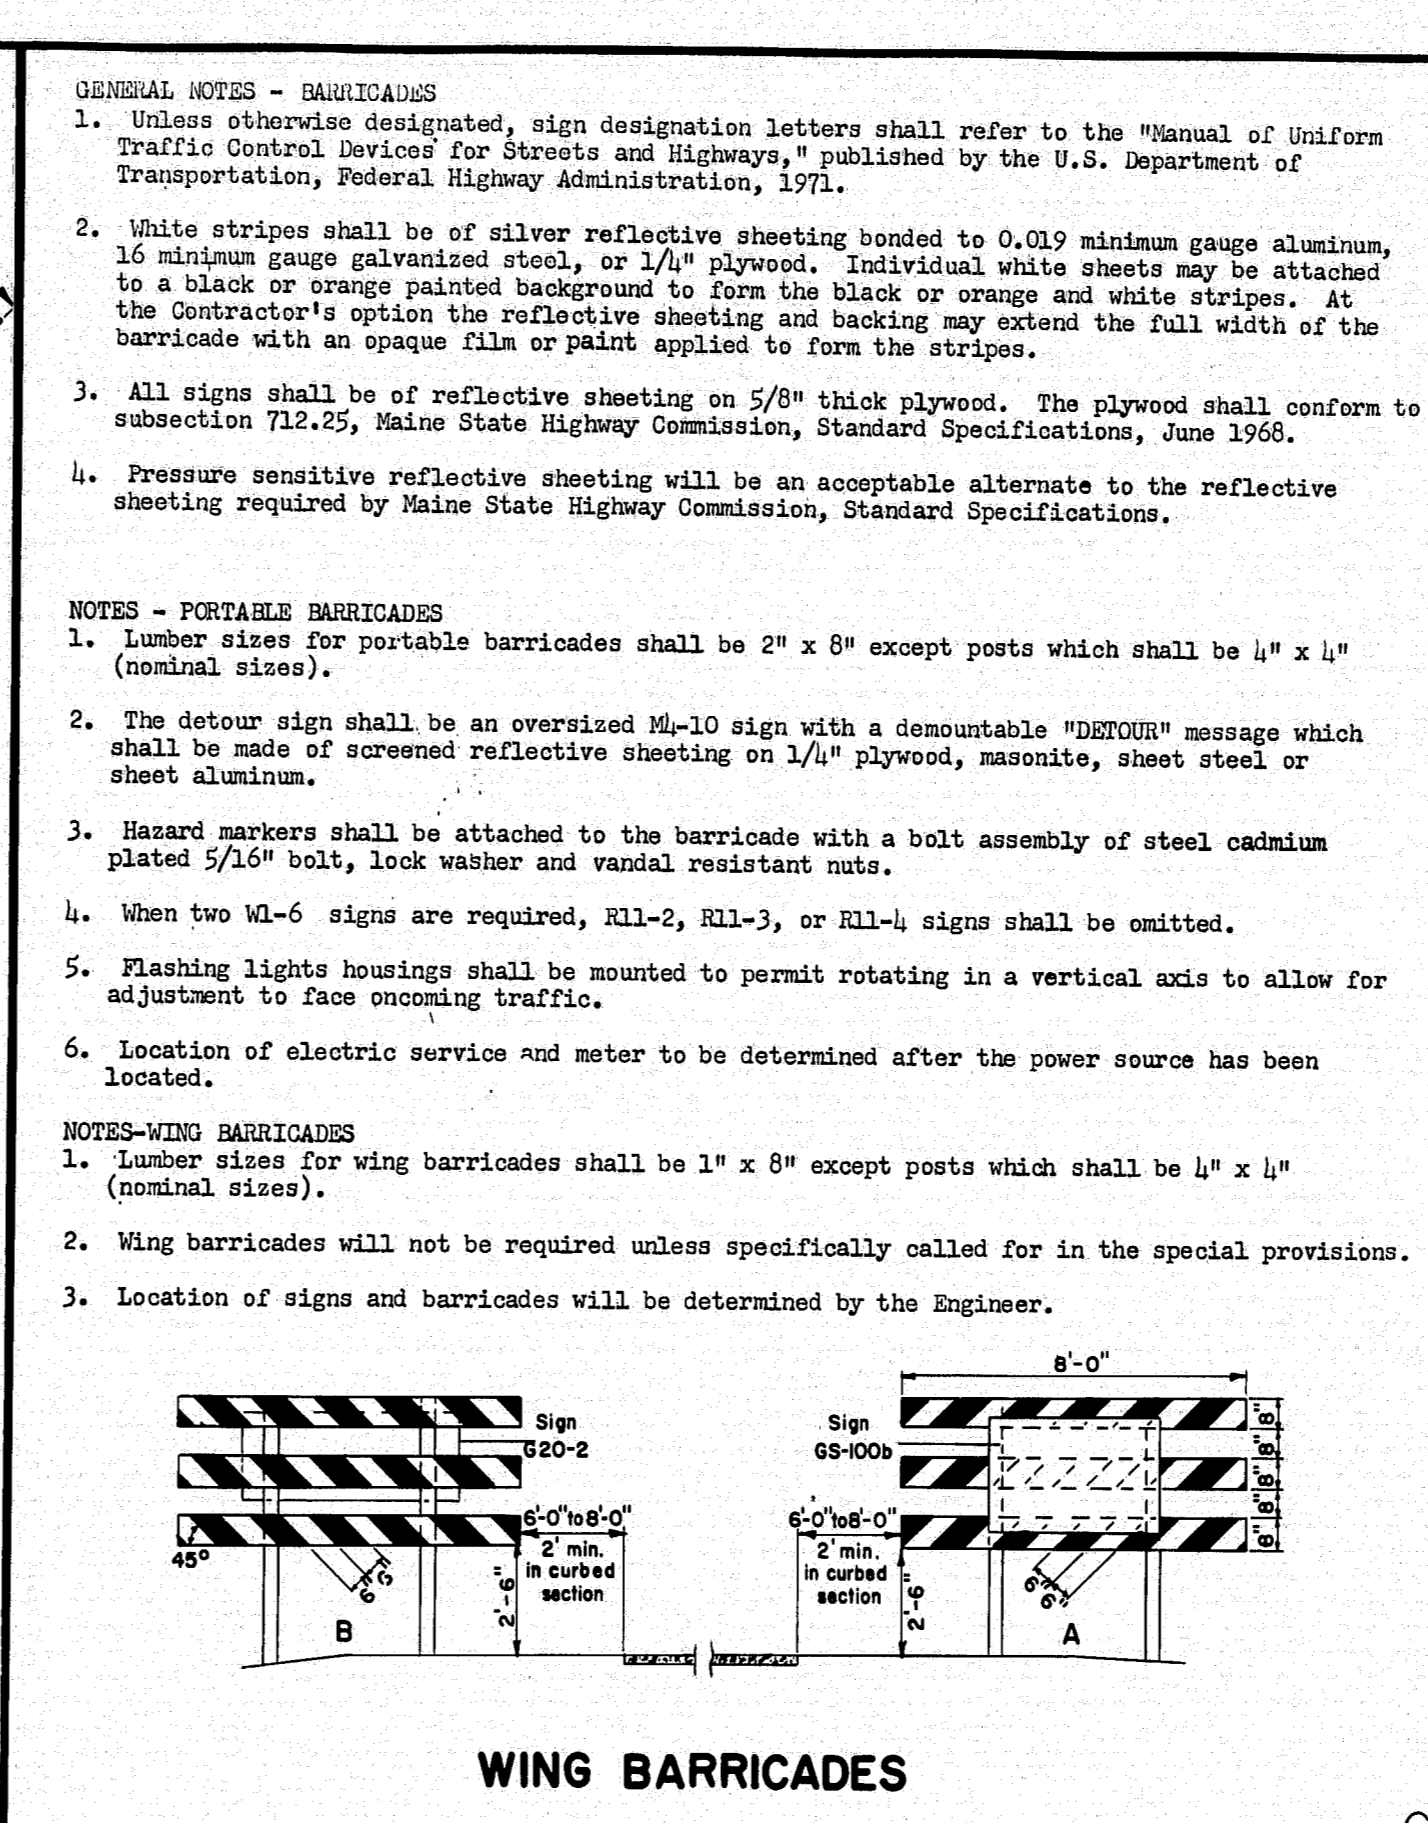 GENERAL NOTES - BARRICADES
1. Unless otherwise designated, sign designation letters shall refer to the "Manual of Uniform
Traffic Control Devices for Streets and Highways," published by the U.S. Department of
Transportation, Federal Highway Administration, 1971.
2. White stripes shall be of silver reflective sheeting bonded to 0.019 minimum gauge aluminum,
16 minimum gauge galvanized steel, or 1/4" plywood. Individual white sheets may be attached
to a black or orange painted background to form the black or orange and white stripes. At
the Contractor's option the reflective sheeting and backing may extend the full width of the
barricade with an opaque film or paint applied to form the stripes.
3. All signs shall be of reflective sheeting on 5/8" thick plywood. The plywood shall conform to
subsection 712.25, Maine State Highway Commission, Standard Specifications, June 1968.
4. Pressure sensitive reflective sheeting will be an acceptable alternate to the reflective
sheeting required by Maine State Highway Commission, Standard Specifications.
NOTES - PORTABLE BARRICADES
1. Lumber sizes for portable barricades shall be 2" x 8" except posts which shall be 4" x 4"
(nominal sizes).
2. The detour sign shall be an oversized M4-10 sign with a demountable "DETOUR" message which
shall be made of screened reflective sheeting on 1/4" plywood, masonite, sheet steel or
sheet aluminum.
3. Hazard markers shall be attached to the barricade with a bolt assembly of steel cadmium
plated 5/16" bolt, lock washer and vandal resistant nuts.
4. When two W1-6 signs are required, R11-2, R11-3, or R11-4 signs shall be omitted.
5. Flashing lights housings shall be mounted to permit rotating in a vertical axis to allow for
adjustment to face oncoming traffic.
6. Location of electric service and meter to be determined after the power source has been
located.
NOTES-WING BARRICADES
1. Lumber sizes for wing barricades shall be 1" x 8" except posts which shall be 4" x 4"
(nominal sizes).
2. Wing barricades will not be required unless specifically called for in the special provisions.
3. Location of signs and barricades will be determined by the Engineer.
Sign
G20-2
6'-0" to 8'-0"
2' min.
in curbed
section
2'-6"
45°
6"
6"
B
8'-0"
Sign
GS-100b
6'-0" to 8'-0"
2' min.
in curbed
section
2'-6"
8"
8"
8"
8"
8"
6"
6"
A
WING BARRICADES